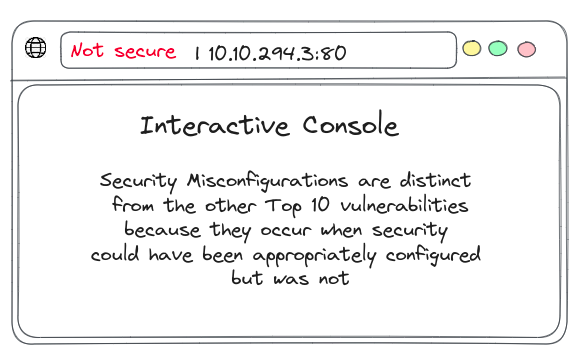 Not secure | 10.10.294.3:80
Interactive Console
Security Misconfigurations are distinct
from the other Top 10 vulnerabilities
because they occur when security
could have been appropriately configured
but was not